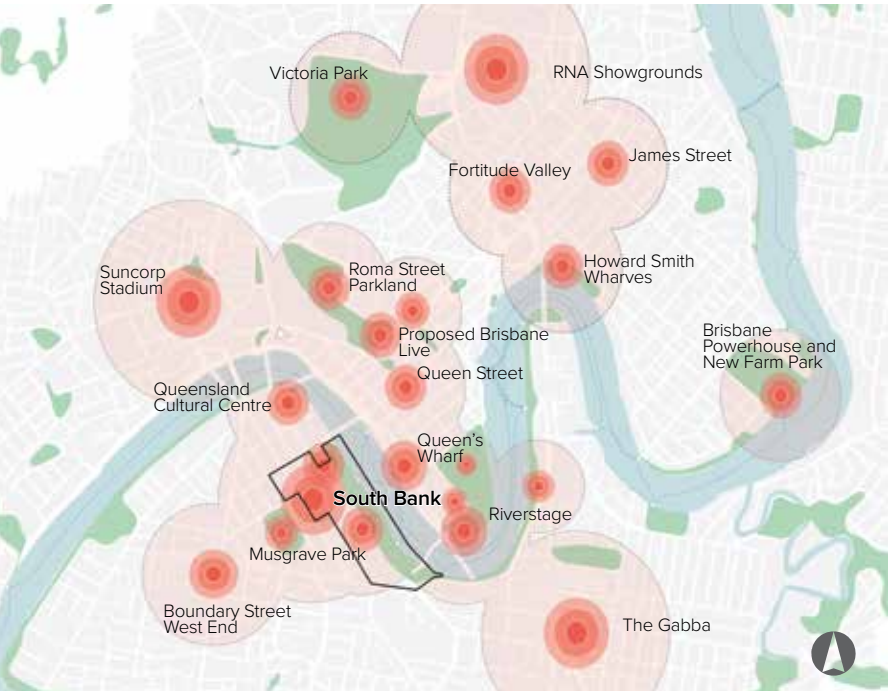 Victoria Park
RNA Showgrounds
Fortitude Valley
James Street
Howard Smith
Wharves
Suncorp
Stadium
Roma Street
Parkland
Proposed Brisbane
Live
Brisbane
Powerhouse and
New Farm Park
Queen Street
Queensland
Cultural Centre
Queen's
Wharf
South Bank
Riverstage
Musgrave Park
Boundary Street
West End
The Gabba